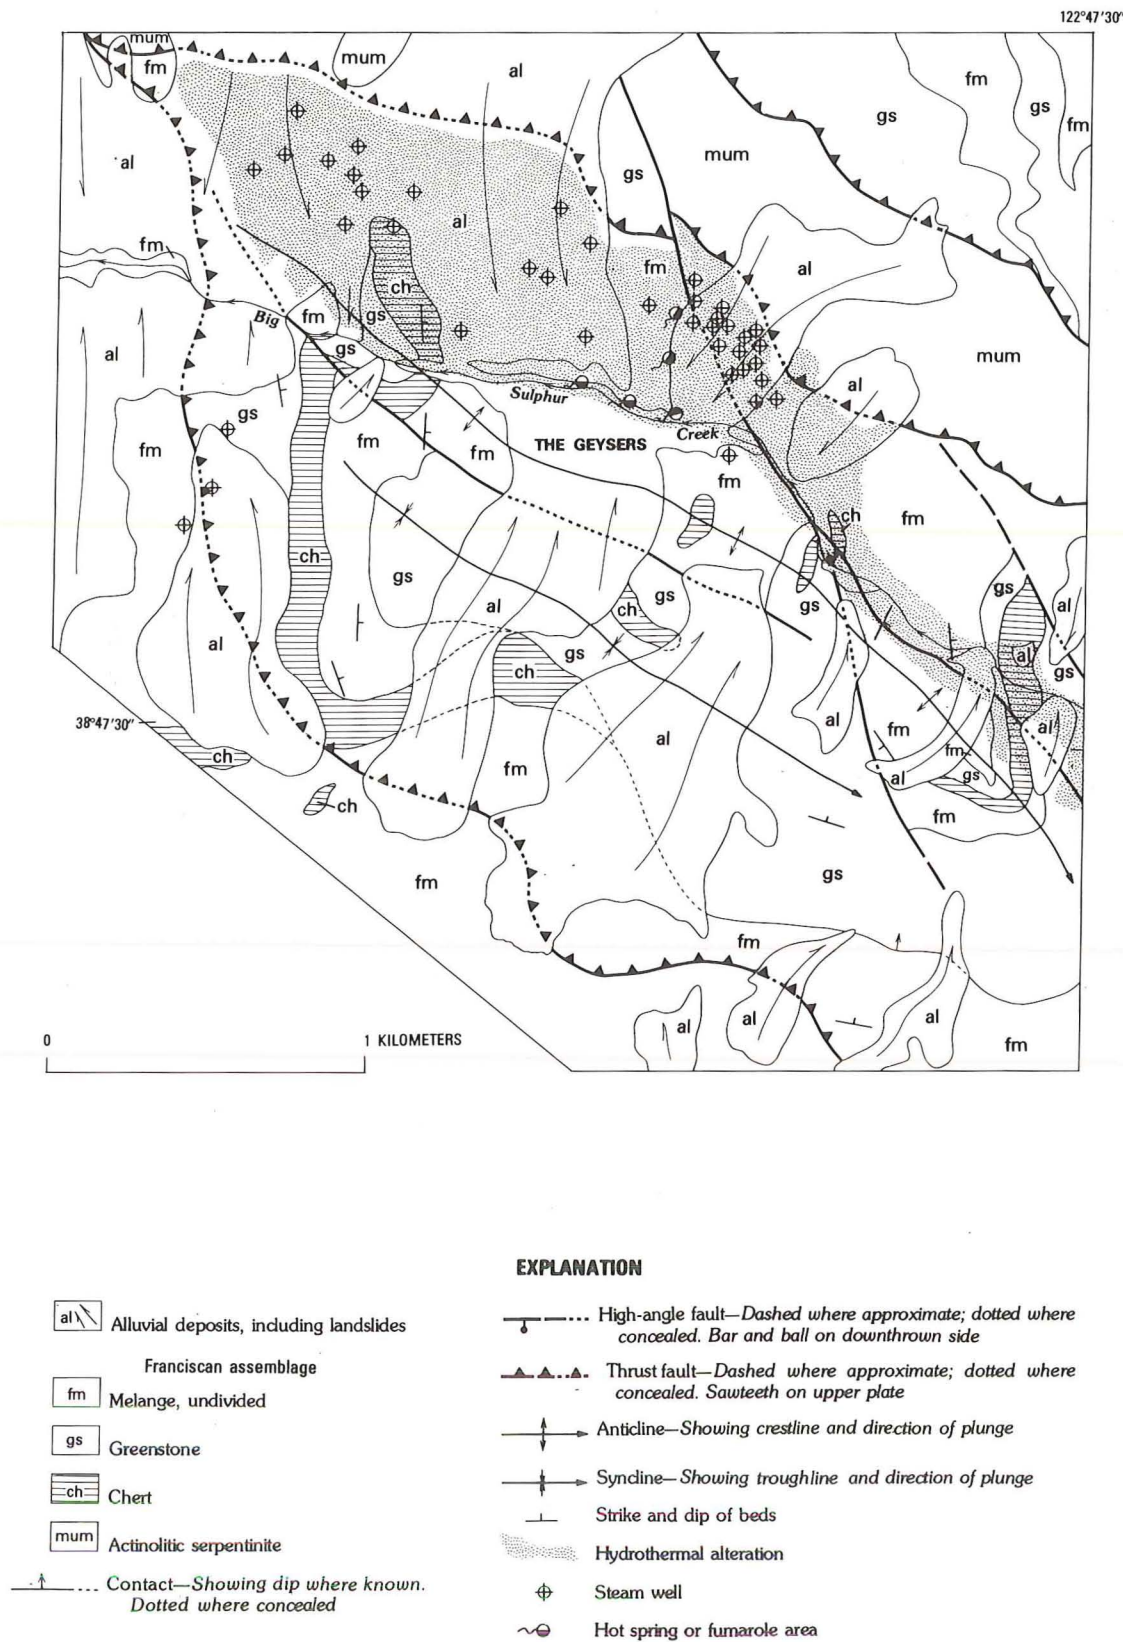 122°47'30"
mum
fm
mum
al
gs
fm
gs
fm
al
gs
mum
al
fm
fm
al
ch
gs
Big
fm
gs
al
mum
al
Sulphur
gs
THE GEYSERS
Creek
fm
fm
fm
fm
ch
fm
ch
gs
al
ch
gs
gs
gs
al
al
ch
gs
al
gs
38°47'30"
ch
al
al
fm
al
fm
al
gs
fm
ch
fm
fm
gs
fm
al
al
al
fm
0
1 KILOMETERS
EXPLANATION
al
Alluvial deposits, including landslides
Franciscan assemblage
fm
Melange, undivided
gs
Greenstone
ch
Chert
mum
Actinolitic serpentinite
Contact—Showing dip where known.
Dotted where concealed
High-angle fault—Dashed where approximate; dotted where
concealed. Bar and ball on downthrown side
Thrust fault—Dashed where approximate; dotted where
concealed. Sawteeth on upper plate
Anticline—Showing crestline and direction of plunge
Syncline—Showing troughline and direction of plunge
Strike and dip of beds
Hydrothermal alteration
Steam well
Hot spring or fumarole area